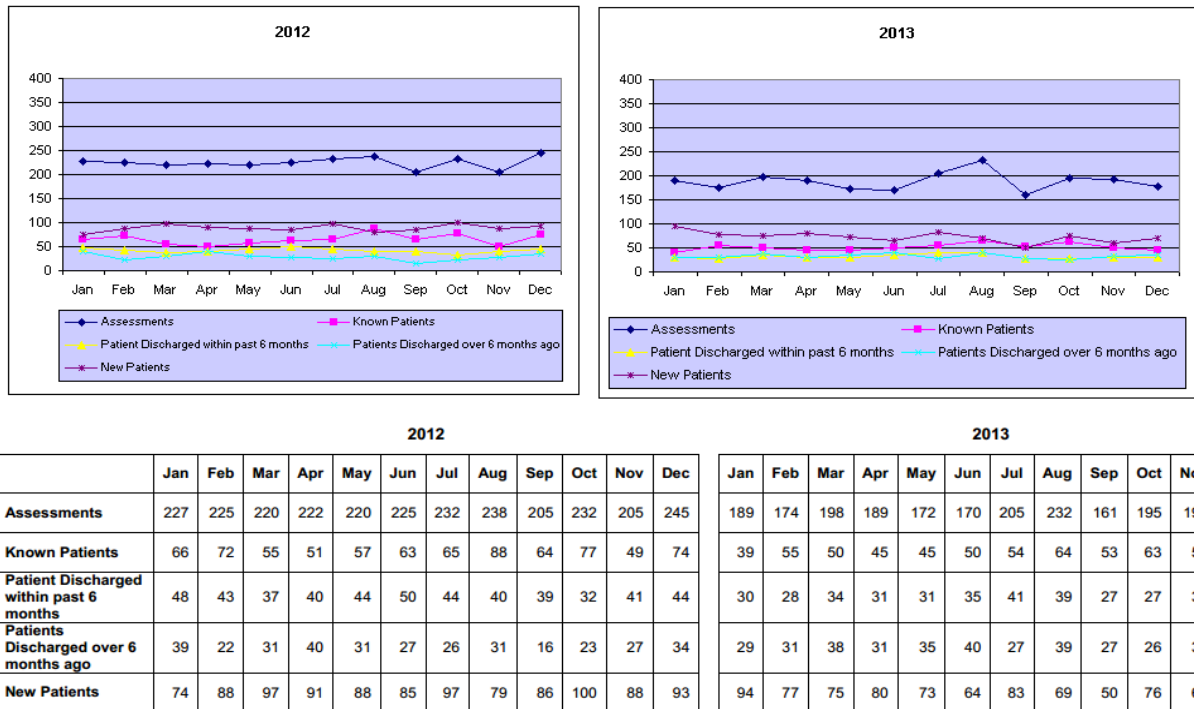 2012
400
350
300
250
200
150
100
50
0
Jan Feb Mar Apr May Jun Jul Aug Sep Oct Nov Dec
Assessments Known Patients
Patient Discharged within past 6 months Patients Discharged over 6 months ago
New Patients
2013
400
350
300
250
200
150
100
50
0
Jan Feb Mar Apr May Jun Jul Aug Sep Oct Nov Dec
Assessments Known Patients
Patient Discharged within past 6 months Patients Discharged over 6 months ago
New Patients
2012 2013
Jan Feb Mar Apr May Jun Jul Aug Sep Oct Nov Dec Jan Feb Mar Apr May Jun Jul Aug Sep Oct
Assessments 227 225 220 222 220 225 232 238 205 232 205 245 189 174 198 189 172 170 205 232 161 195
Known Patients 66 72 55 51 57 63 65 88 64 77 49 74 39 55 50 45 45 50 54 64 53 63
Patient Discharged
within past 6 48 43 37 40 44 50 44 40 39 32 41 44 30 28 34 31 31 35 41 39 27 27
months
Patients
Discharged over 6 39 22 31 40 31 27 26 31 16 23 27 34 29 31 38 31 35 40 27 39 27 26
months ago
New Patients 74 88 97 91 88 85 97 79 86 100 88 93 94 77 75 80 73 64 83 69 50 76